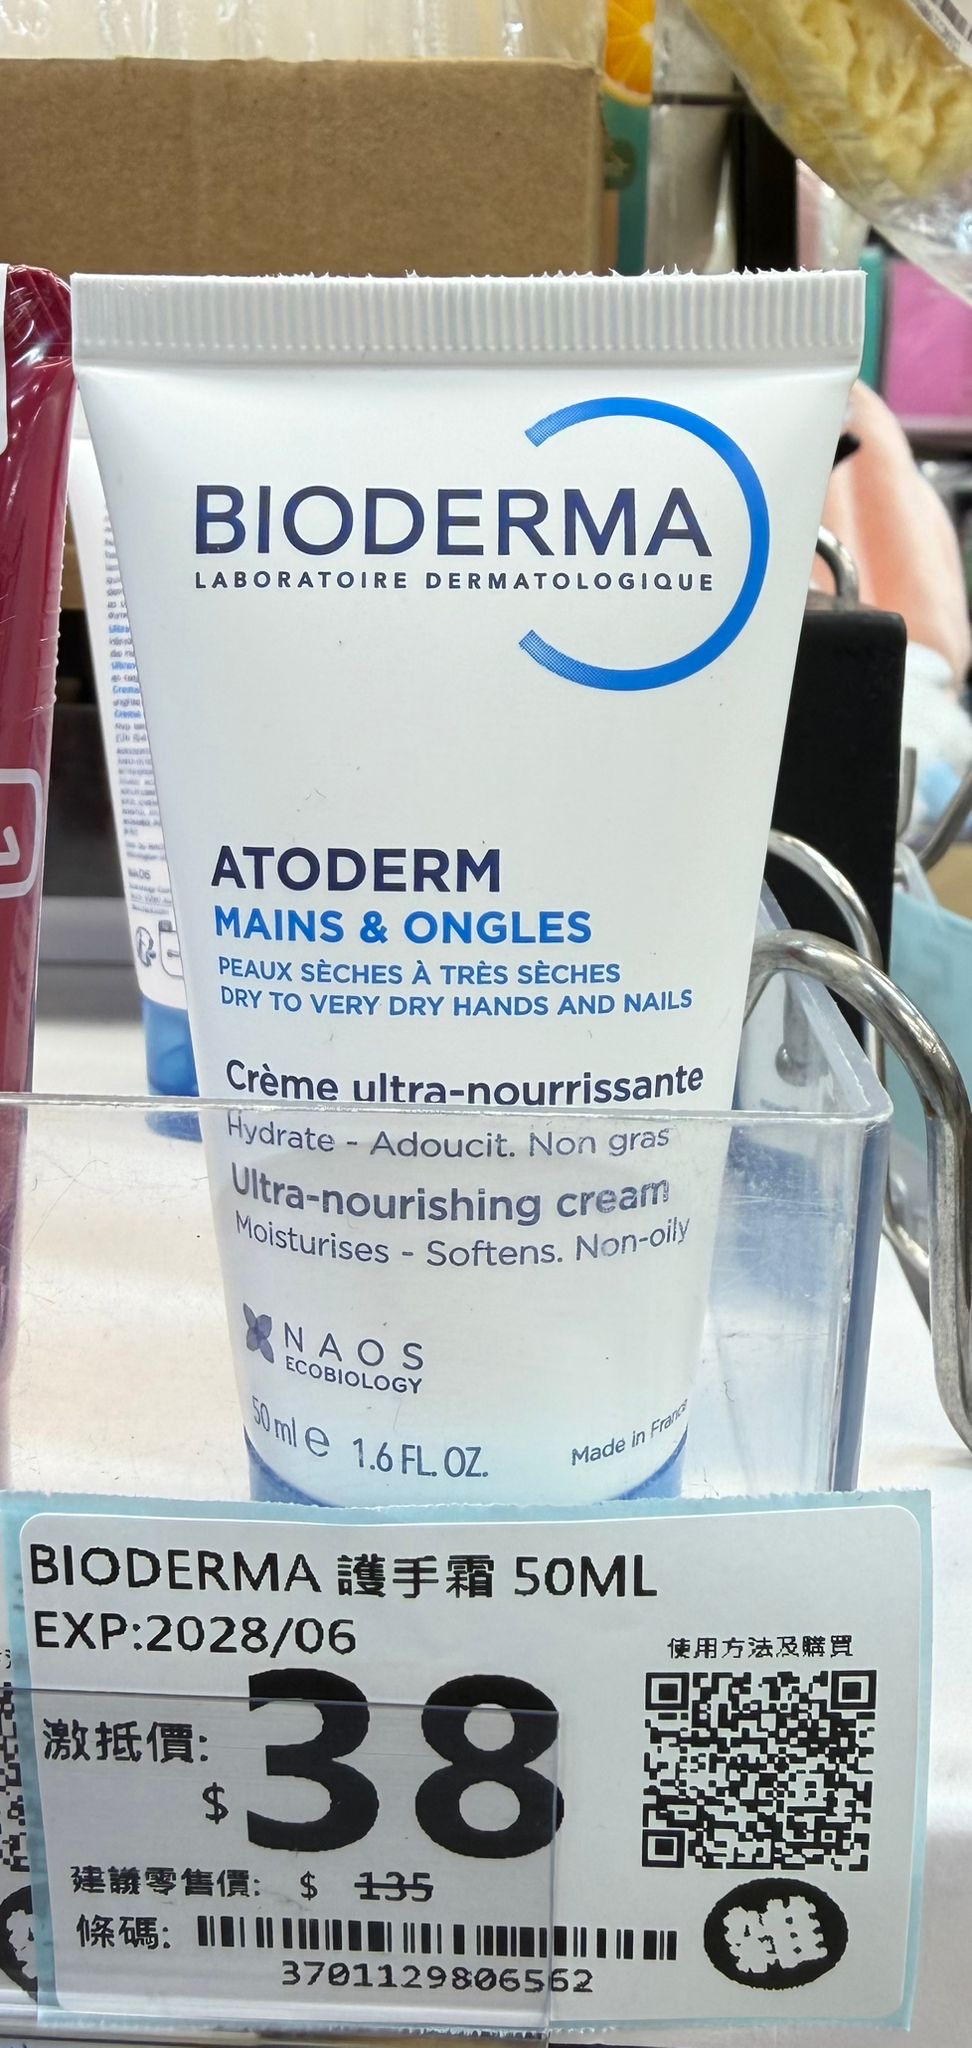 BIODERMA
LABORATOIRE DERMATOLOGIQUE
ATODERM
MAINS & ONGLES
PEAUX SÈCHES À TRÈS SÈCHES
DRY TO VERY DRY HANDS AND NAILS
Crème ultra-nourrissante
Hydrate - Adoucit. Non gras
Ultra-nourishing cream
Moisturises - Softens. Non-oily
NAOS
ECOBIOLOGY
50 ml e 1.6 FL. OZ.
Made in France
BIODERMA 護手霜 50ML
EXP:2028/06
使用方法及購買
激抵價: $ 38
建議零售價: $ 135
條碼:
3701129806562